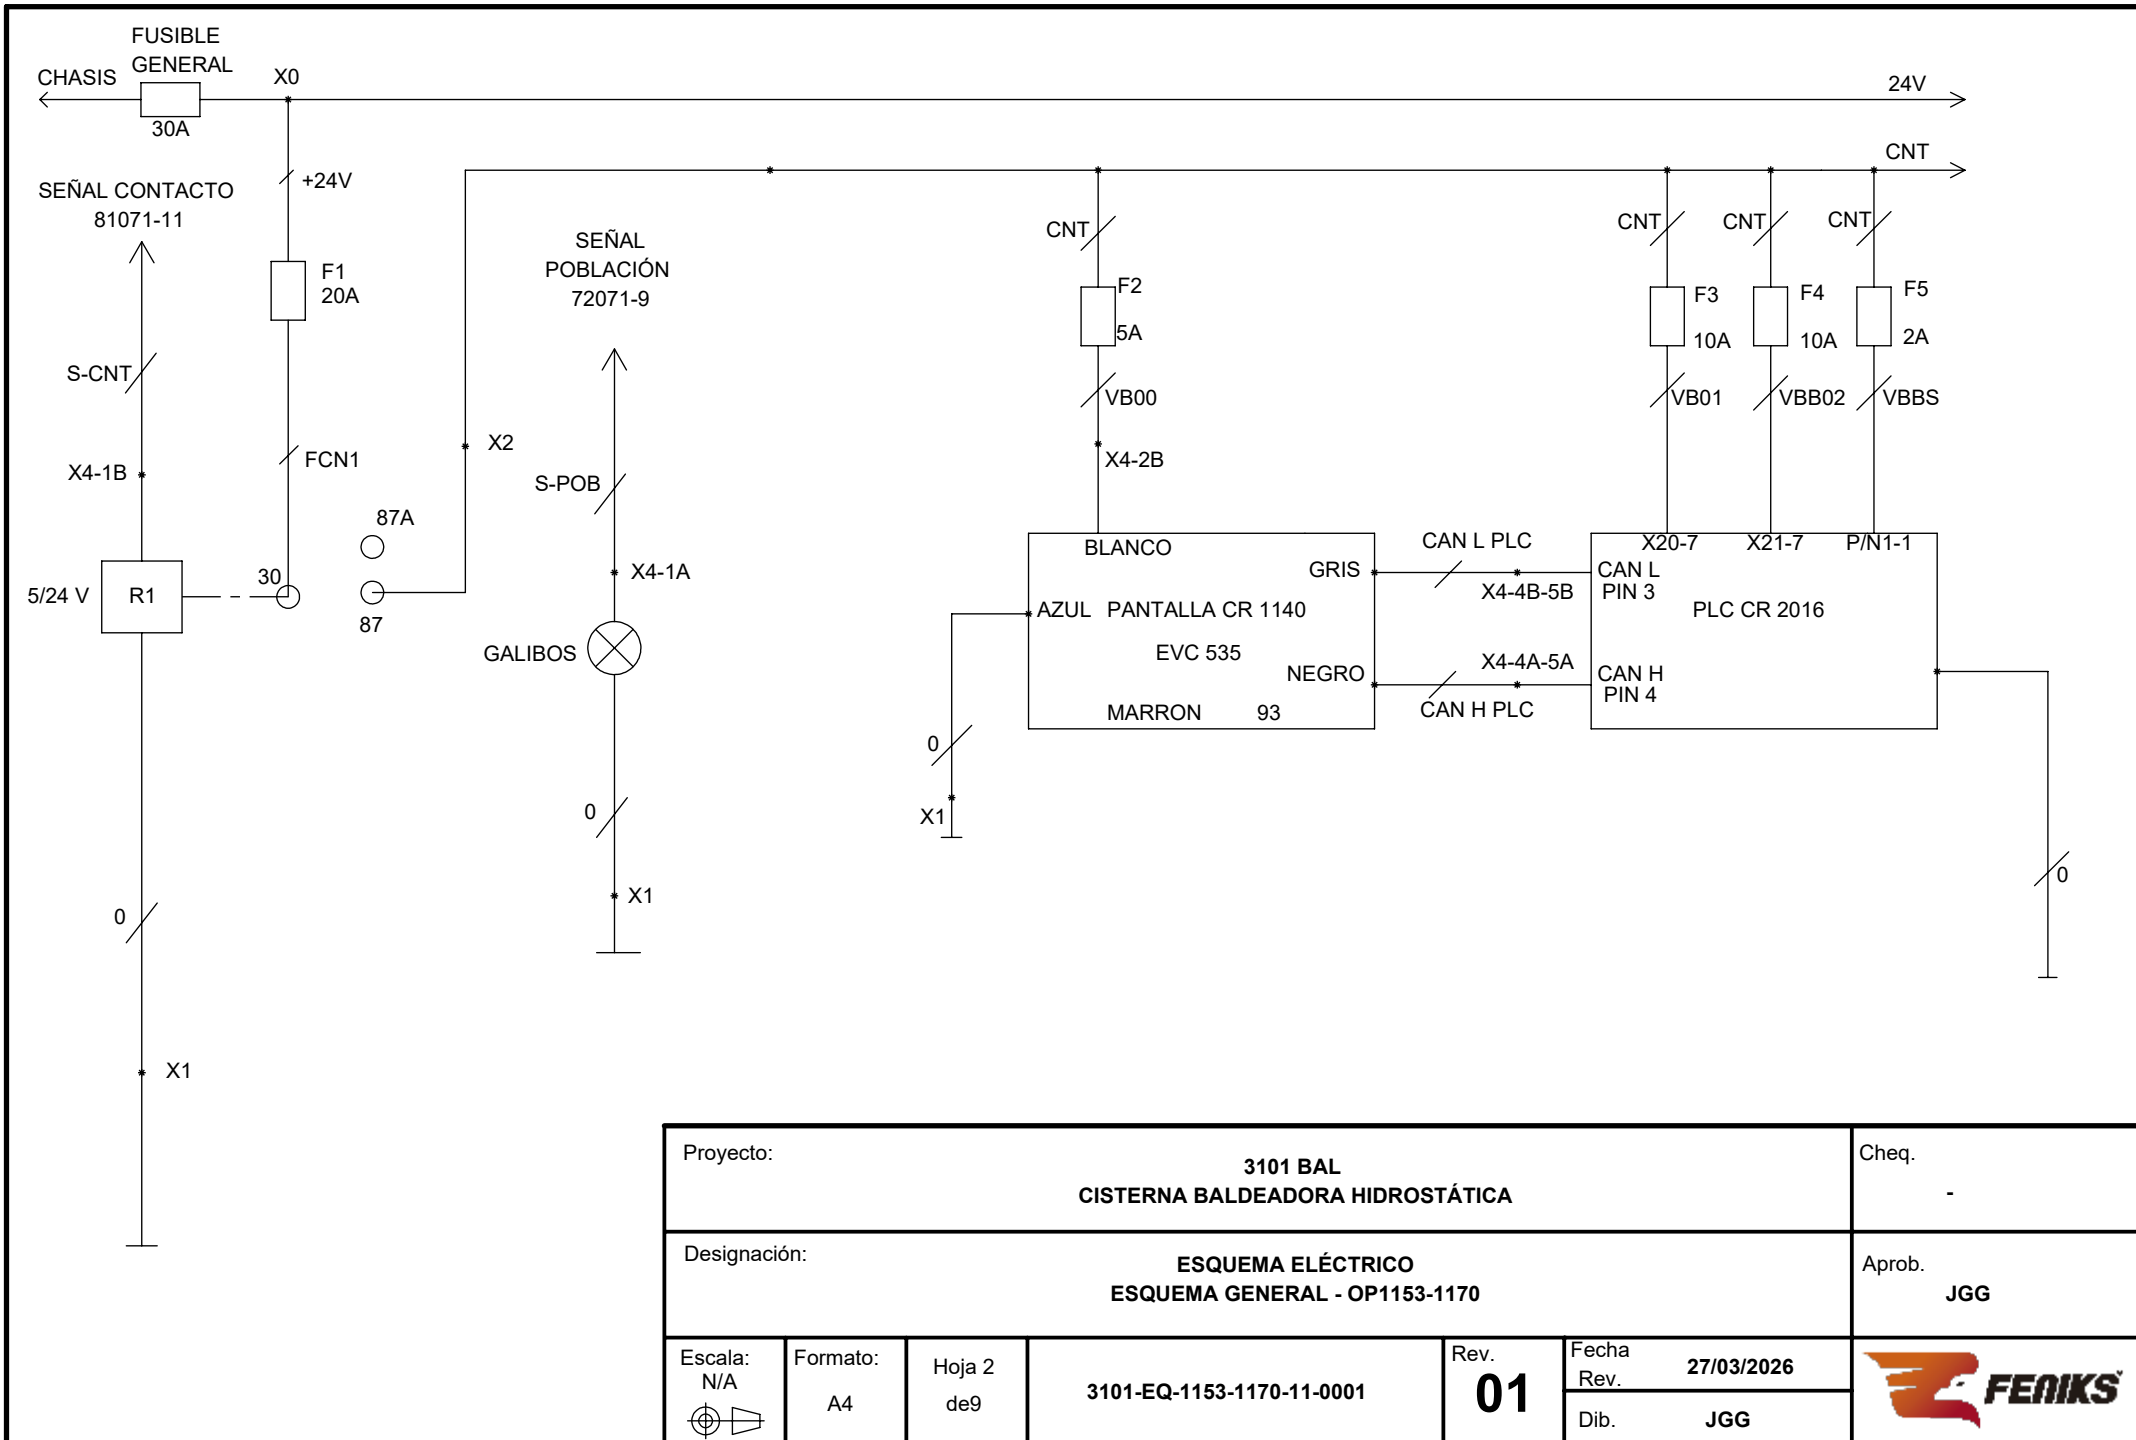 FUSIBLE
GENERAL
CHASIS
X0
30A
24V
CNT
+24V
SEÑAL CONTACTO
81071-11
F1
20A
SEÑAL
POBLACIÓN
72071-9
CNT
F2
5A
VB00
X4-2B
CNT
F3
10A
VB01
CNT
F4
10A
VBB02
CNT
F5
2A
VBBS
S-CNT
X4-1B
FCN1
X2
87A
30
87
5/24 V
R1
0
X1
S-POB
X4-1A
GALIBOS
0
X1
BLANCO
GRIS
AZUL PANTALLA CR 1140
EVC 535
NEGRO
MARRON 93
0
X1
CAN L PLC
X4-4B-5B
X4-4A-5A
CAN H PLC
X20-7 X21-7 P/N1-1
CAN L
PIN 3
PLC CR 2016
CAN H
PIN 4
0
Proyecto:
3101 BAL
CISTERNA BALDEADORA HIDROSTÁTICA
Cheq.
-
Designación:
ESQUEMA ELÉCTRICO
ESQUEMA GENERAL - OP1153-1170
Aprob.
JGG
Escala:
N/A
Formato:
A4
Hoja 2
de9
3101-EQ-1153-1170-11-0001
Rev.
01
Fecha
Rev.
27/03/2026
Dib.
JGG
FENIKS